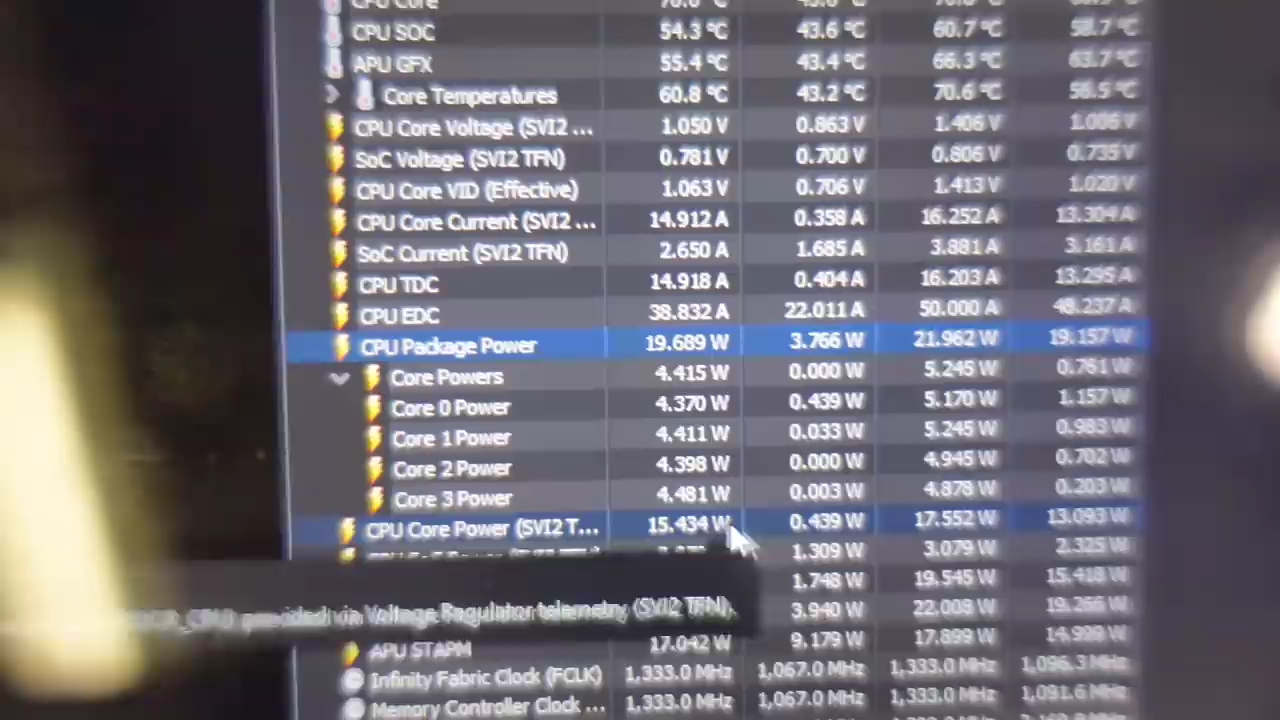 CPU Core
CPU SOC 54.3 °C 43.6 °C 60.7 °C 58.7 °C
APU GFX 55.4 °C 43.4 °C 66.3 °C 63.7 °C
Core Temperatures 60.8 °C 43.2 °C 70.6 °C 58.5 °C
CPU Core Voltage (SVI2 ... 1.050 V 0.863 V 1.406 V 1.006 V
SoC Voltage (SVI2 TFN) 0.781 V 0.700 V 0.806 V 0.735 V
CPU Core VID (Effective) 1.063 V 0.706 V 1.413 V 1.020 V
CPU Core Current (SVI2 ... 14.912 A 0.358 A 16.252 A 13.304 A
SoC Current (SVI2 TFN) 2.650 A 1.685 A 3.881 A 3.161 A
CPU TDC 14.918 A 0.404 A 16.203 A 13.295 A
CPU EDC 38.832 A 22.011 A 50.000 A 48.237 A
CPU Package Power 19.689 W 3.766 W 21.962 W 19.157 W
Core Powers 4.415 W 0.000 W 5.245 W 0.761 W
Core 0 Power 4.370 W 0.439 W 5.170 W 1.157 W
Core 1 Power 4.411 W 0.033 W 5.245 W 0.983 W
Core 2 Power 4.398 W 0.000 W 4.945 W 0.702 W
Core 3 Power 4.481 W 0.003 W 4.878 W 0.203 W
CPU Core Power (SVI2 T... 15.434 W 0.439 W 17.552 W 13.093 W
1.309 W 3.079 W 2.325 W
1.748 W 19.545 W 15.418 W
provided via Voltage Regulator telemetry (SVI2 TFN). 3.940 W 22.008 W 19.266 W
APU STAPM 17.042 W 9.179 W 17.899 W 14.999 W
Infinity Fabric Clock (FCLK) 1,333.0 MHz 1,067.0 MHz 1,333.0 MHz 1,096.3 MHz
Memory Controller Clock ... 1,333.0 MHz 1,067.0 MHz 1,333.0 MHz 1,091.6 MHz